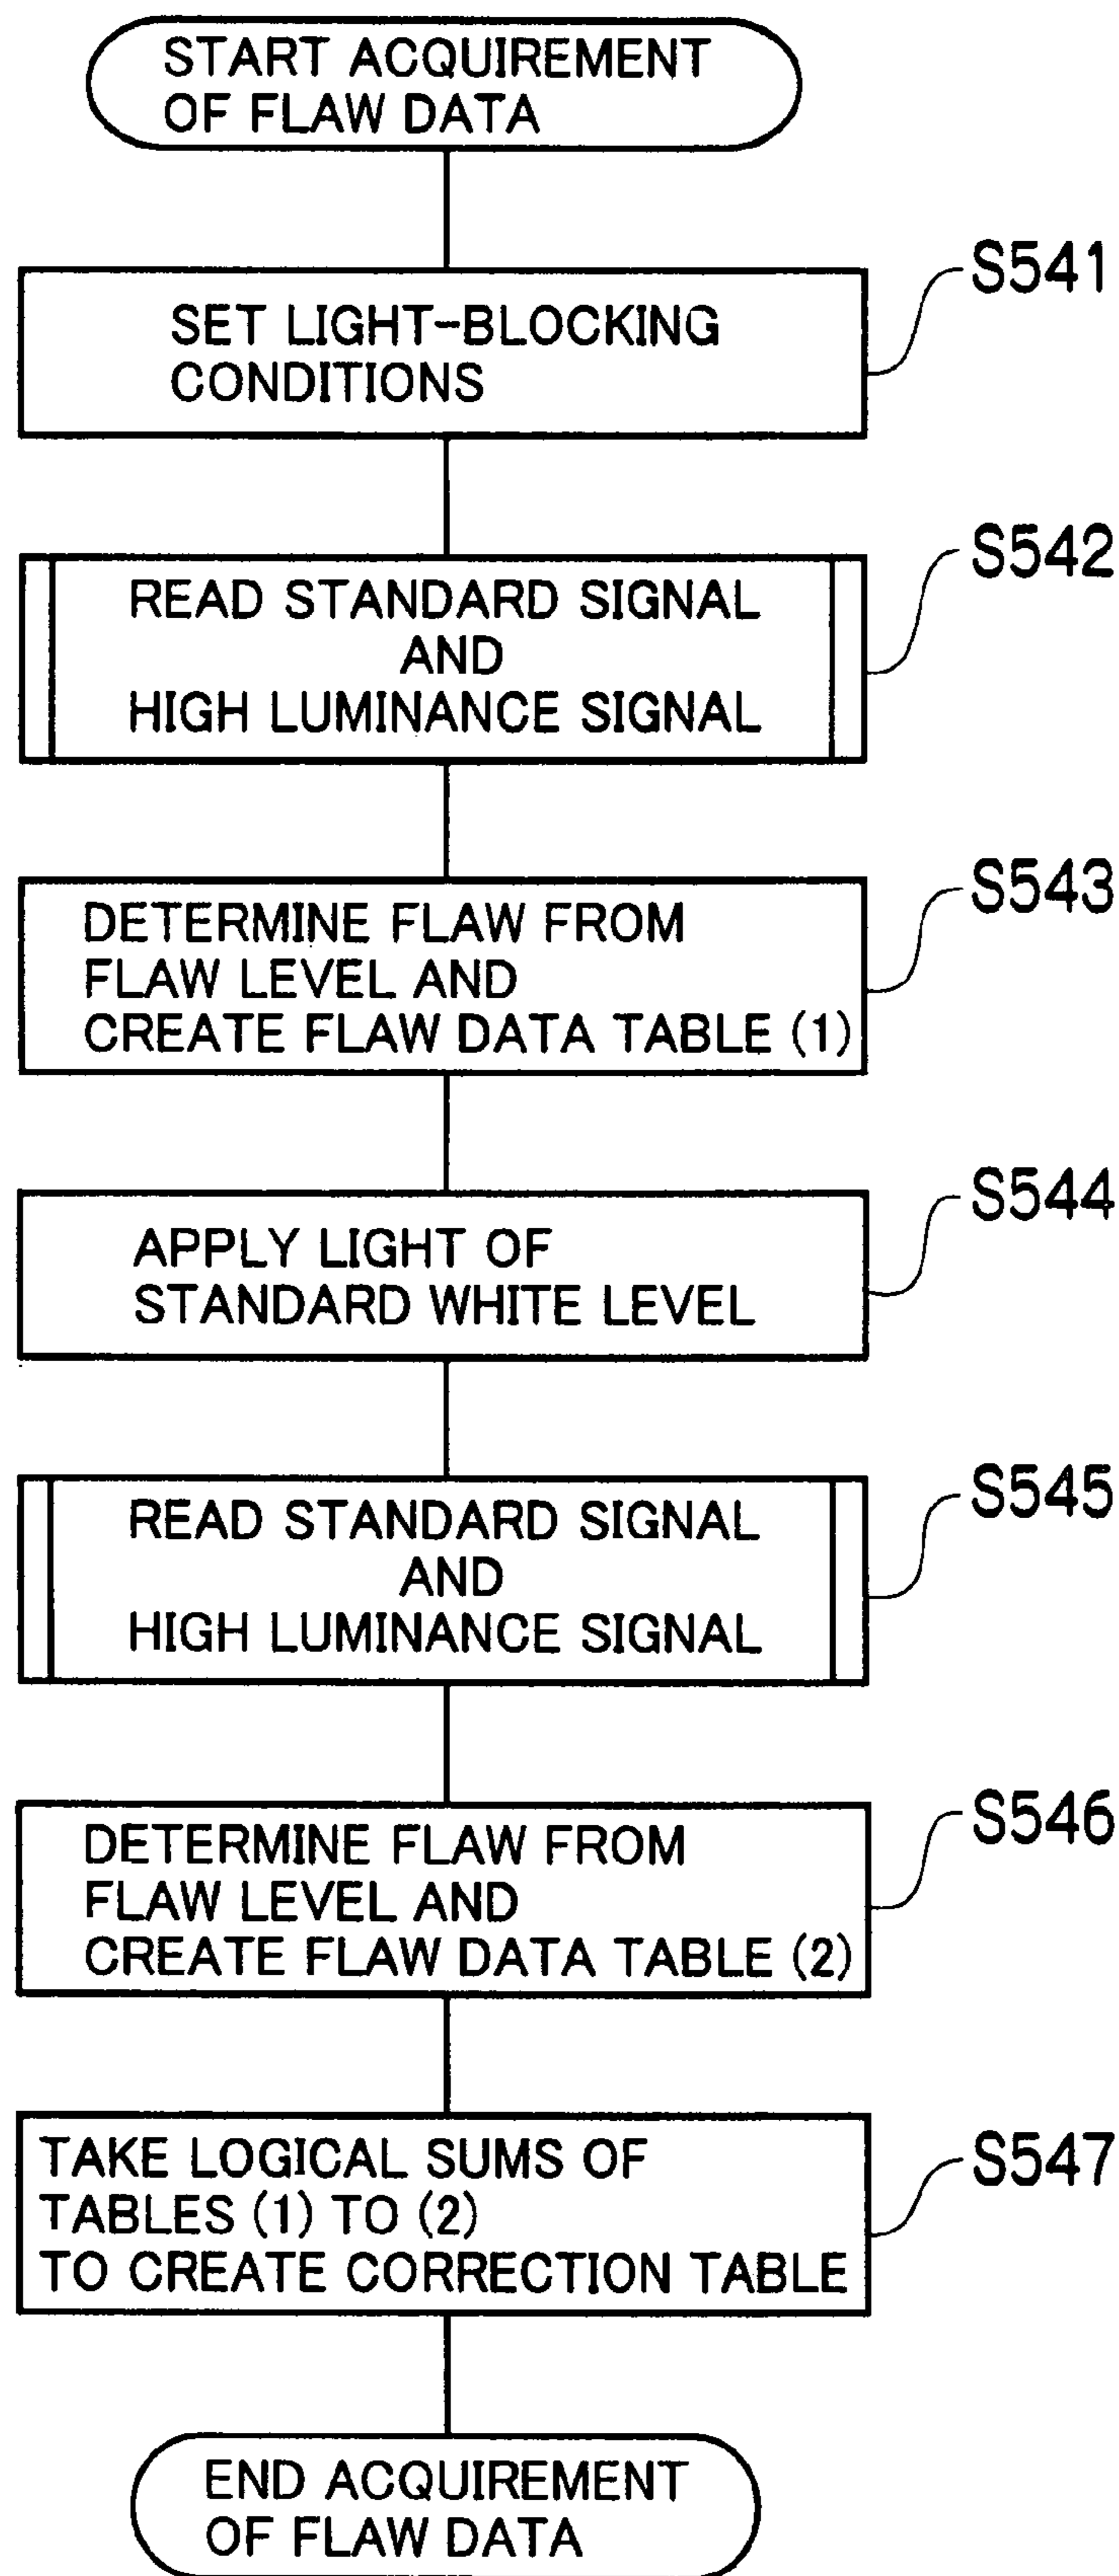 START ACQUIREMENT
OF FLAW DATA
S541
SET LIGHT-BLOCKING
CONDITIONS
S542
READ STANDARD SIGNAL
AND
HIGH LUMINANCE SIGNAL
S543
DETERMINE FLAW FROM
FLAW LEVEL AND
CREATE FLAW DATA TABLE (1)
S544
APPLY LIGHT OF
STANDARD WHITE LEVEL
S545
READ STANDARD SIGNAL
AND
HIGH LUMINANCE SIGNAL
S546
DETERMINE FLAW FROM
FLAW LEVEL AND
CREATE FLAW DATA TABLE (2)
S547
TAKE LOGICAL SUMS OF
TABLES (1) TO (2)
TO CREATE CORRECTION TABLE
END ACQUIREMENT
OF FLAW DATA